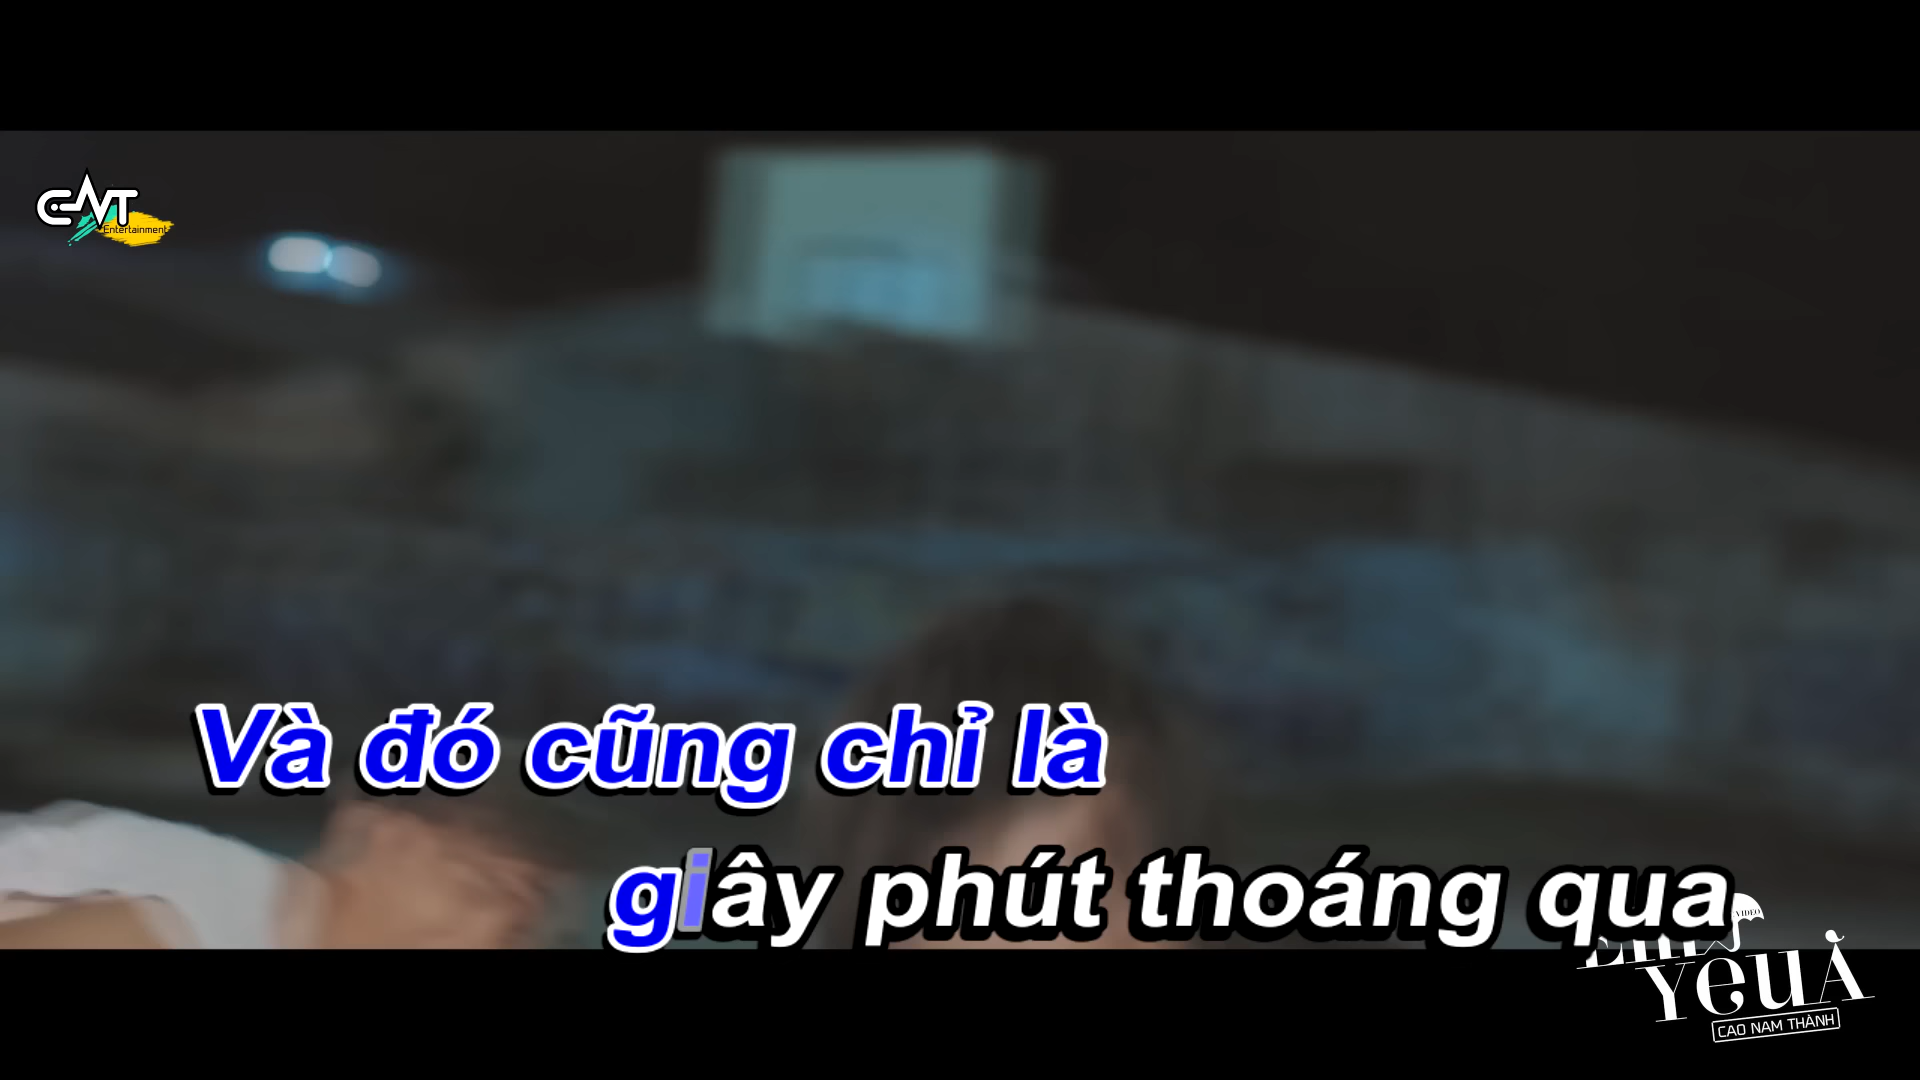 CNT
Entertainment
Và đó cũng chỉ là
giây phút thoáng qua
VIDEO
Em
Yêu À
CAO NAM THÀNH